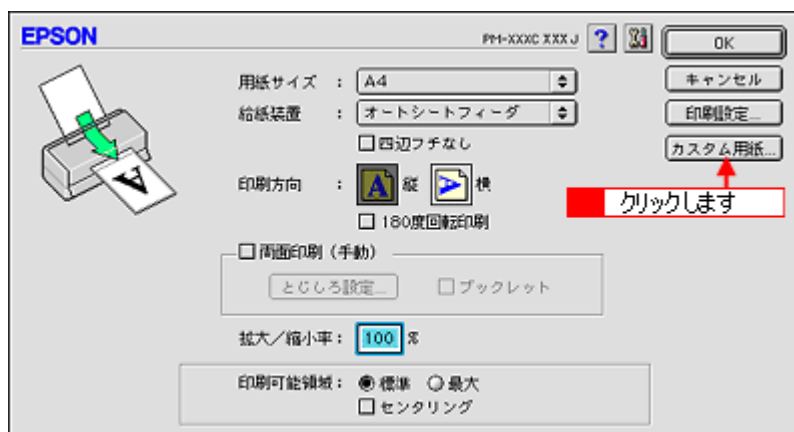 EPSON
PM-XXXC XXX J ?
OK
用紙サイズ : A4
キャンセル
給紙装置 : オートシートフィーダ
印刷設定...
四辺フチなし
カスタム用紙...
印刷方向 : A 縦 A 横
クリックします
180度回転印刷
A
両面印刷（手動）
とじしろ設定... ブックレット
拡大／縮小率 : 100 %
印刷可能領域 : 標準 最大
センタリング